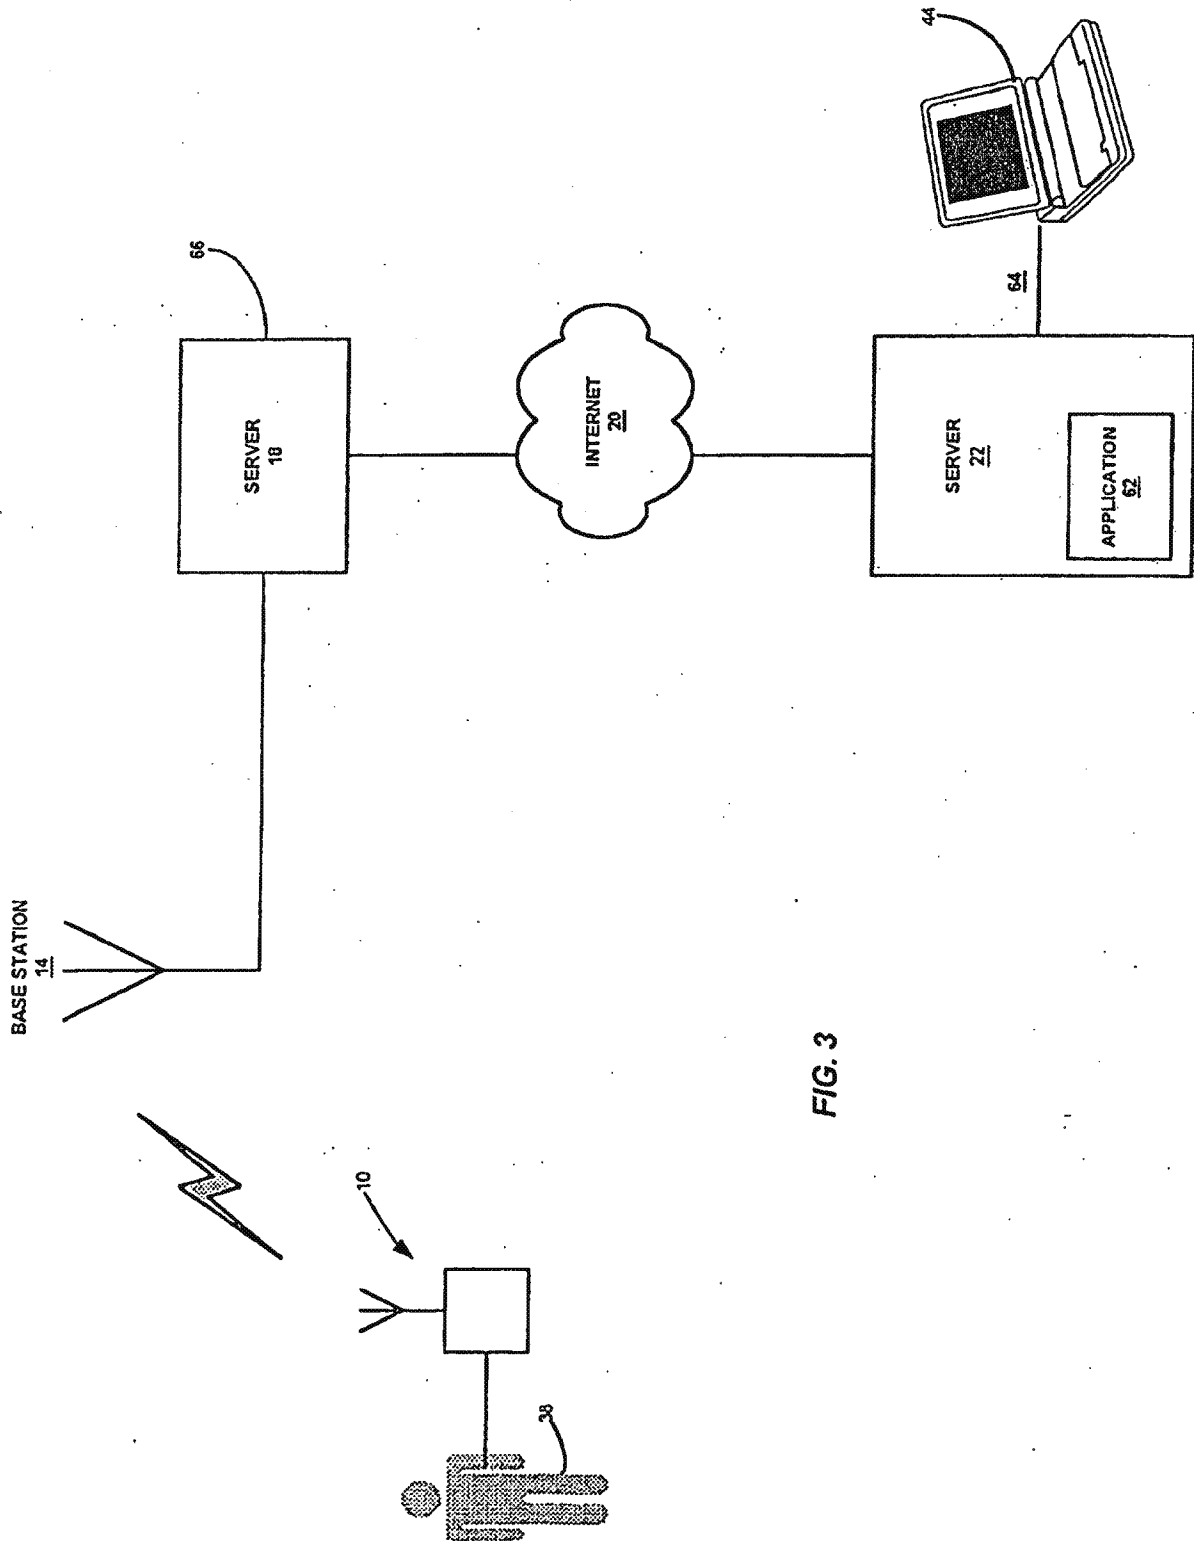 BASE STATION
14
SERVER
18
66
INTERNET
20
SERVER
22
APPLICATION
62
64
44
10
38
FIG. 3